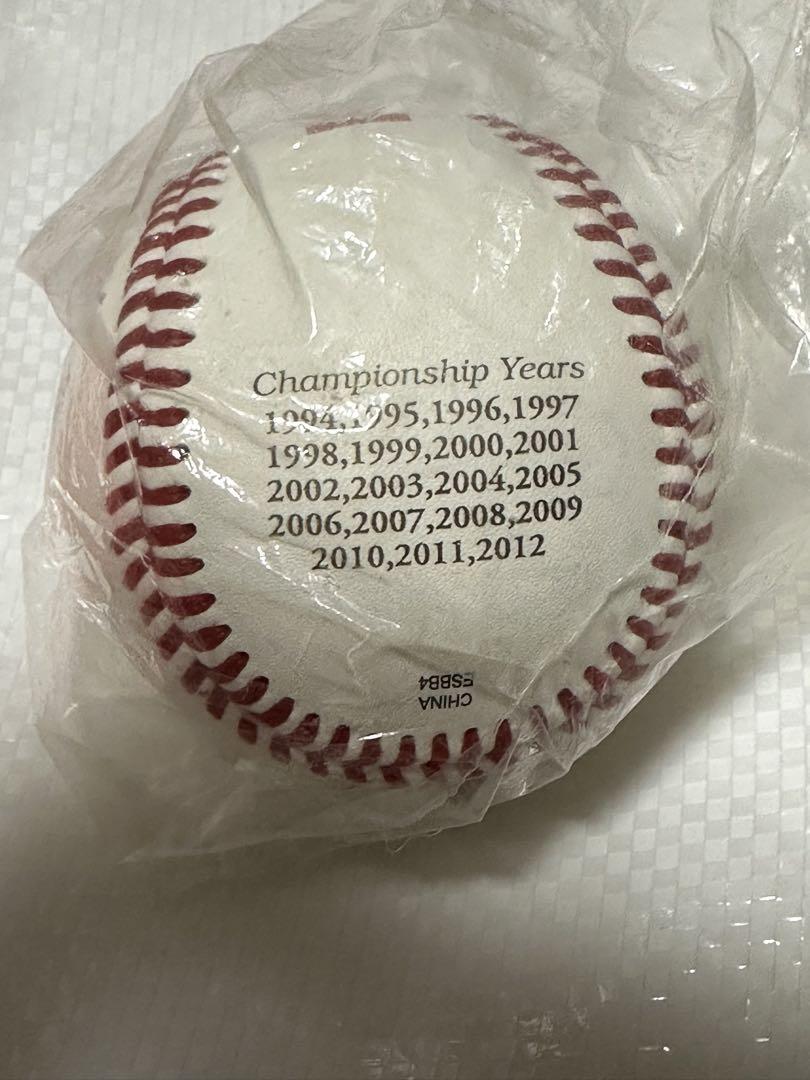 Championship Years
1994,1995,1996,1997
1998,1999,2000,2001
2002,2003,2004,2005
2006,2007,2008,2009
2010,2011,2012
CHINA
ESBB4